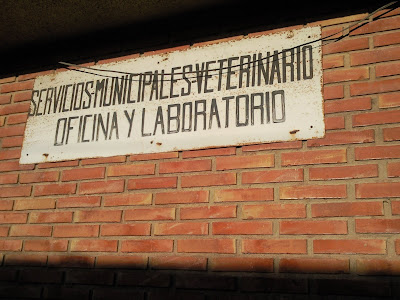 SERVICIOS·MUNICIPALES·VETERINARIO
OFICINA Y LABORATORIO